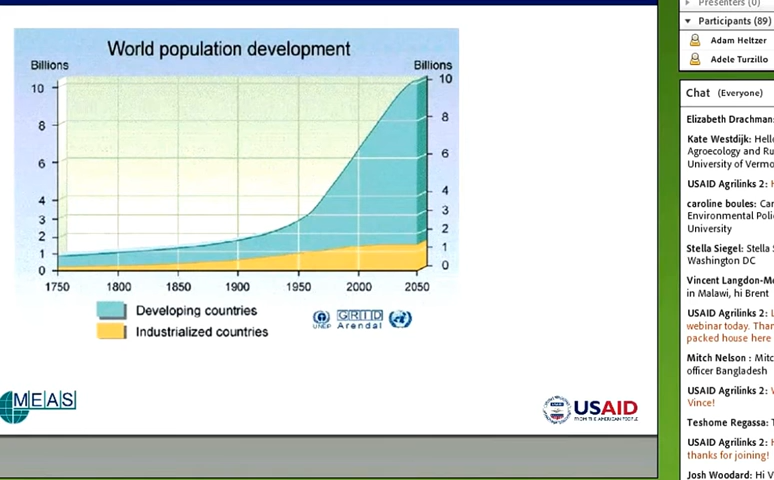 World population development
Billions
Billions
10
8
6
4
3
2
1
0
10
8
6
4
3
2
1
0
1750
1800
1850
1900
1950
2000
2050
Developing countries
Industrialized countries
UNEP
GRID
Arendal
MEAS
USAID
FROM THE AMERICAN PEOPLE
Presenters (0)
Participants (89)
Adam Heltzer
Adele Turzillo
Chat (Everyone)
Elizabeth Drachman:
Kate Westdijk: Hello
Agroecology and Ru
University of Vermo
USAID Agrilinks 2: H
caroline boules: Car
Environmental Polic
University
Stella Siegel: Stella S
Washington DC
Vincent Langdon-Mo
in Malawi, hi Brent
USAID Agrilinks 2: L
webinar today. Than
packed house here
Mitch Nelson : Mitc
officer Bangladesh
USAID Agrilinks 2: W
Vince!
Teshome Regassa: T
USAID Agrilinks 2: H
thanks for joining!
Josh Woodard: Hi V